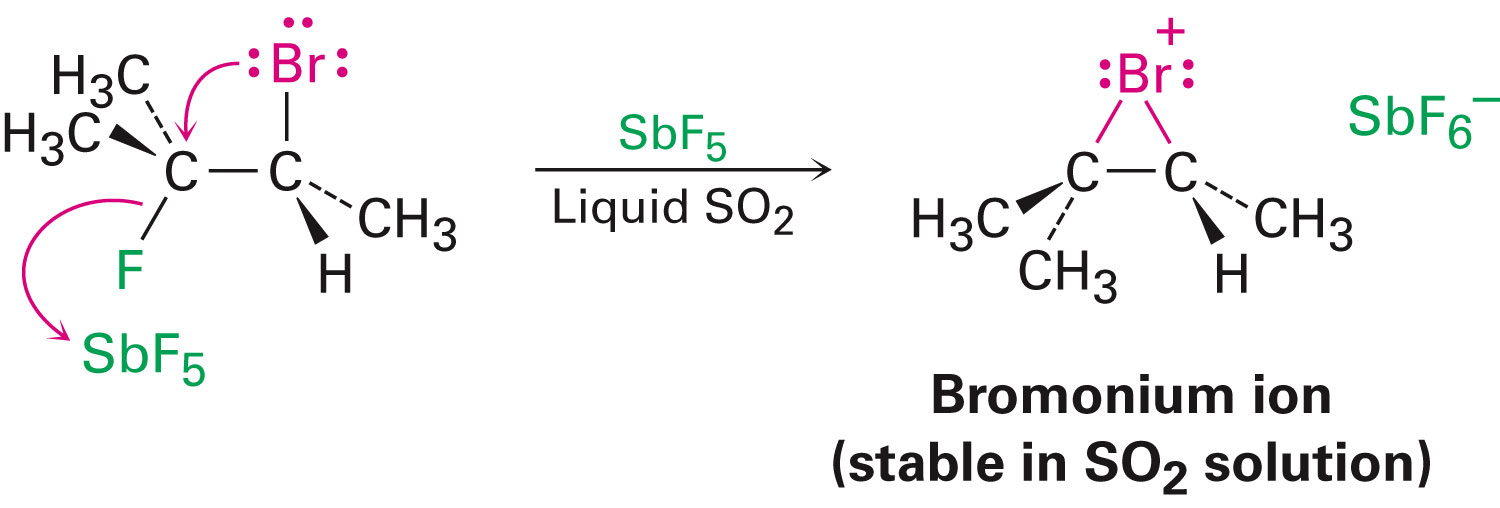 :Br:
H₃C
H₃C
C — C
CH₃
F
H
SbF₅
SbF₅
Liquid SO₂
:Br:
+
C — C
H₃C
CH₃
CH₃
H
SbF₆⁻
Bromonium ion
(stable in SO₂ solution)